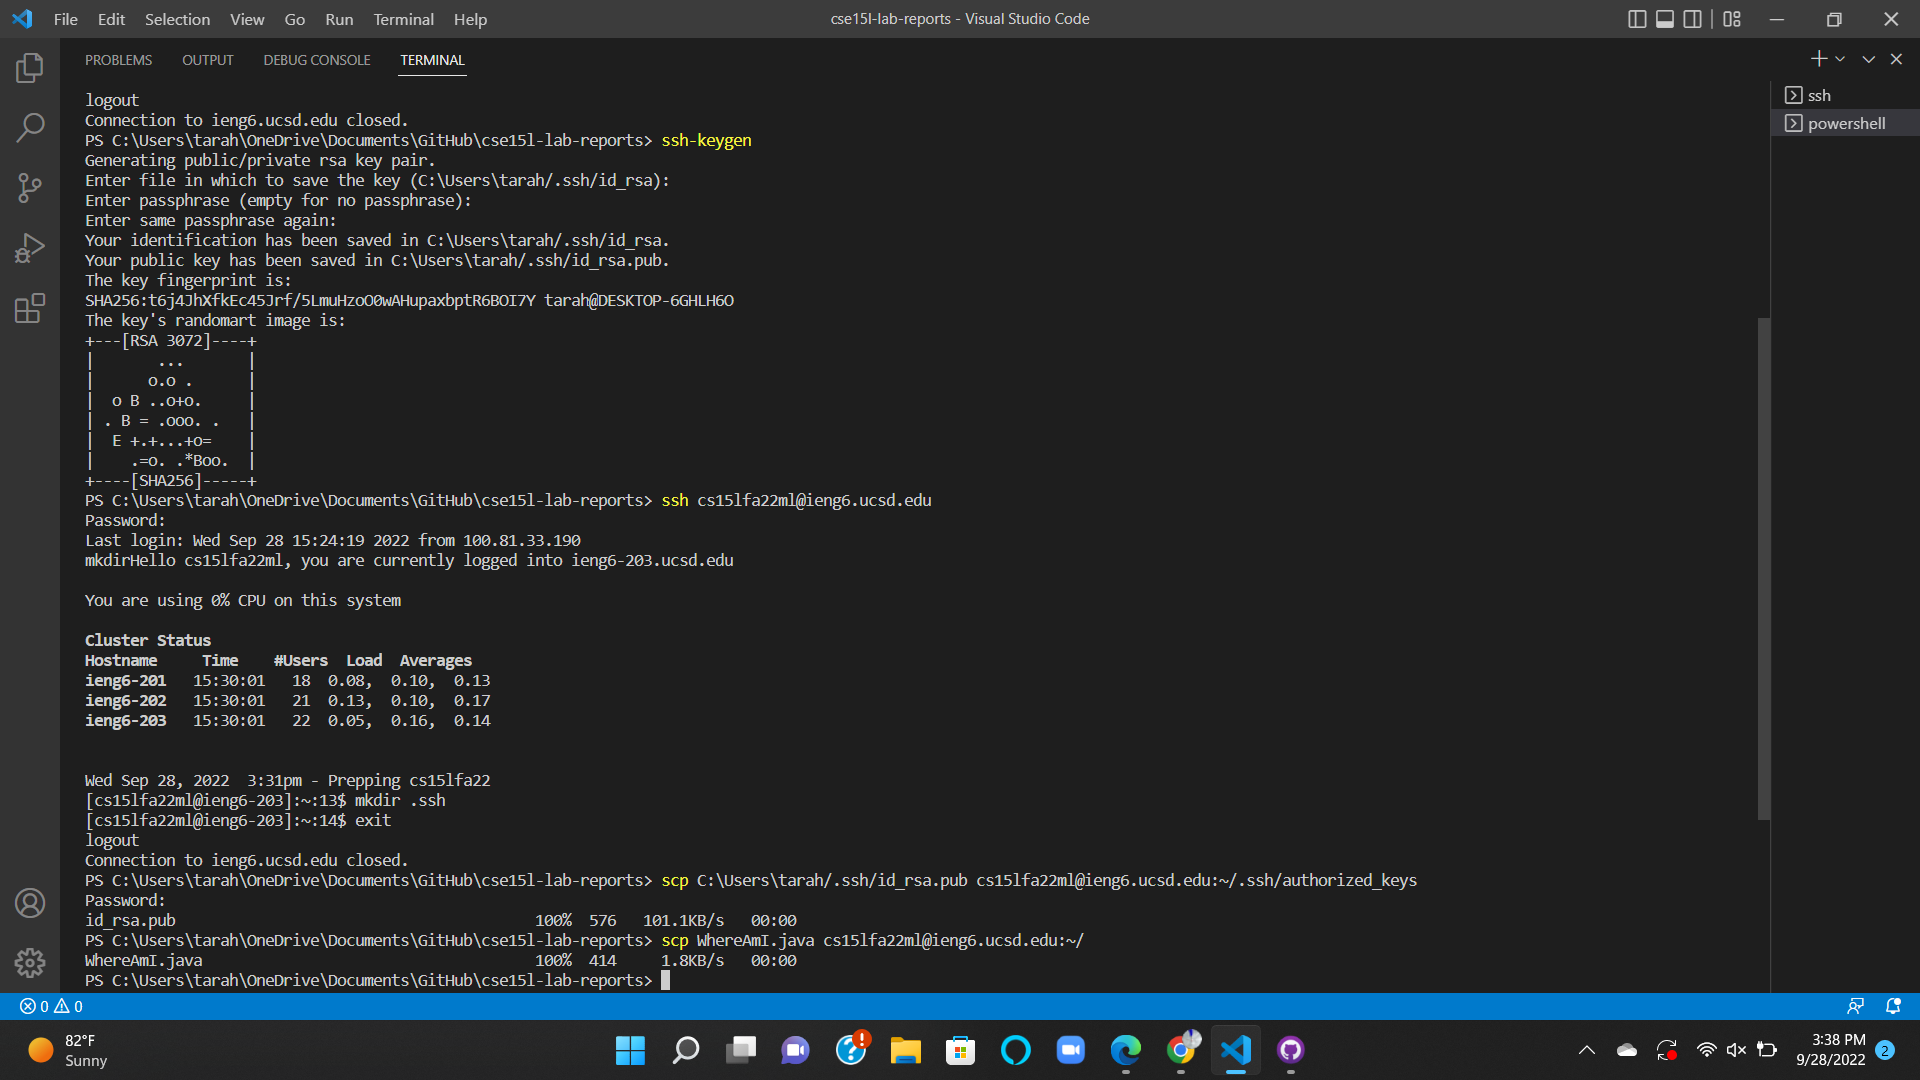 File Edit Selection View Go Run Terminal Help
cse15l-lab-reports - Visual Studio Code
PROBLEMS OUTPUT DEBUG CONSOLE TERMINAL
ssh
powershell
logout
Connection to ieng6.ucsd.edu closed.
PS C:\Users\tarah\OneDrive\Documents\GitHub\cse15l-lab-reports> ssh-keygen
Generating public/private rsa key pair.
Enter file in which to save the key (C:\Users\tarah/.ssh/id_rsa):
Enter passphrase (empty for no passphrase):
Enter same passphrase again:
Your identification has been saved in C:\Users\tarah/.ssh/id_rsa.
Your public key has been saved in C:\Users\tarah/.ssh/id_rsa.pub.
The key fingerprint is:
SHA256:t6j4JhXfkEc45Jrf/5LmuHzoO0wAHupaxbptR6BOI7Y tarah@DESKTOP-6GHLH6O
The key's randomart image is:
+---[RSA 3072]----+
|       ...       |
|      o.o .      |
|  o B ..o+o.     |
| . B = .ooo. .   |
|  E +.+...+o=    |
|    .=o. .*Boo.  |
+----[SHA256]-----+
PS C:\Users\tarah\OneDrive\Documents\GitHub\cse15l-lab-reports> ssh cs15lfa22ml@ieng6.ucsd.edu
Password:
Last login: Wed Sep 28 15:24:19 2022 from 100.81.33.190
mkdirHello cs15lfa22ml, you are currently logged into ieng6-203.ucsd.edu
You are using 0% CPU on this system
Cluster Status
Hostname     Time    #Users  Load  Averages
ieng6-201   15:30:01   18  0.08,  0.10,  0.13
ieng6-202   15:30:01   21  0.13,  0.10,  0.17
ieng6-203   15:30:01   22  0.05,  0.16,  0.14
Wed Sep 28, 2022  3:31pm - Prepping cs15lfa22
[cs15lfa22ml@ieng6-203]:~:13$ mkdir .ssh
[cs15lfa22ml@ieng6-203]:~:14$ exit
logout
Connection to ieng6.ucsd.edu closed.
PS C:\Users\tarah\OneDrive\Documents\GitHub\cse15l-lab-reports> scp C:\Users\tarah/.ssh/id_rsa.pub cs15lfa22ml@ieng6.ucsd.edu:~/.ssh/authorized_keys
Password:
id_rsa.pub                                        100%  576   101.1KB/s   00:00
PS C:\Users\tarah\OneDrive\Documents\GitHub\cse15l-lab-reports> scp WhereAmI.java cs15lfa22ml@ieng6.ucsd.edu:~/
WhereAmI.java                                     100%  414     1.8KB/s   00:00
PS C:\Users\tarah\OneDrive\Documents\GitHub\cse15l-lab-reports>
0 0
82°F
Sunny
3:38 PM
9/28/2022
2